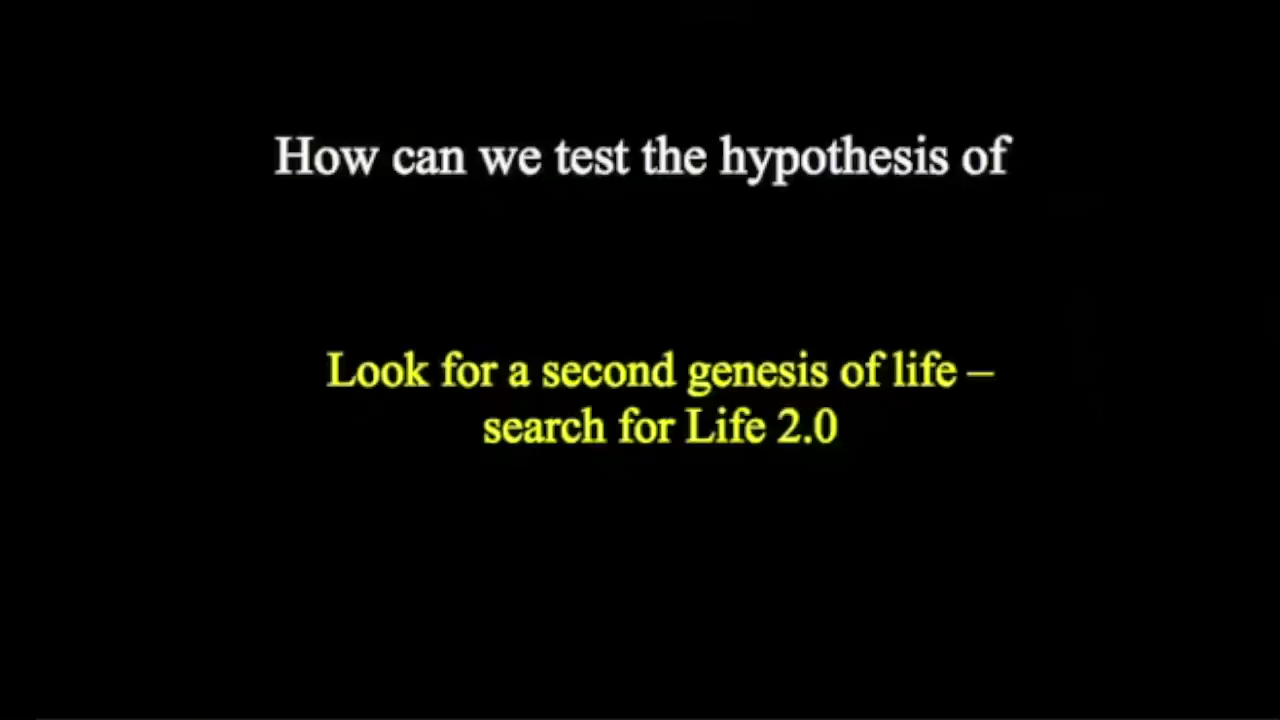 How can we test the hypothesis of
Look for a second genesis of life –
search for Life 2.0